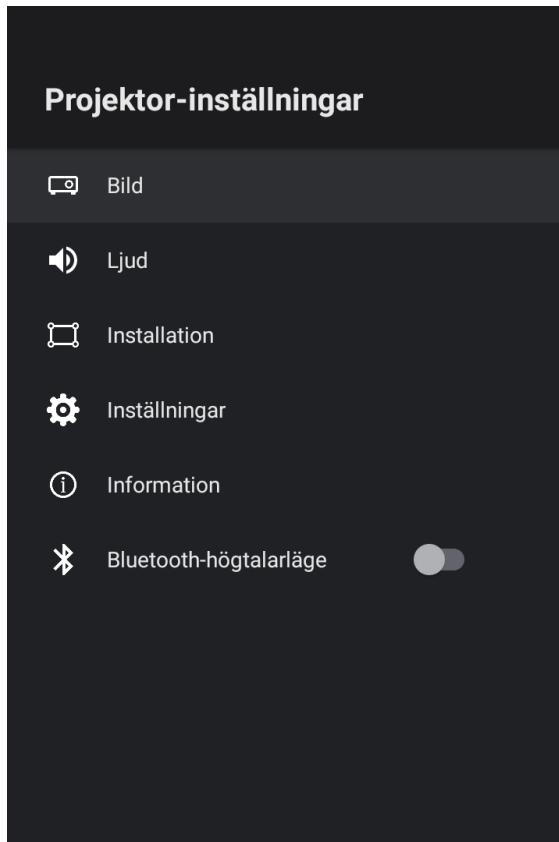 Projektor-inställningar
Bild
Ljud
Installation
Inställningar
Information
Bluetooth-högtalarläge